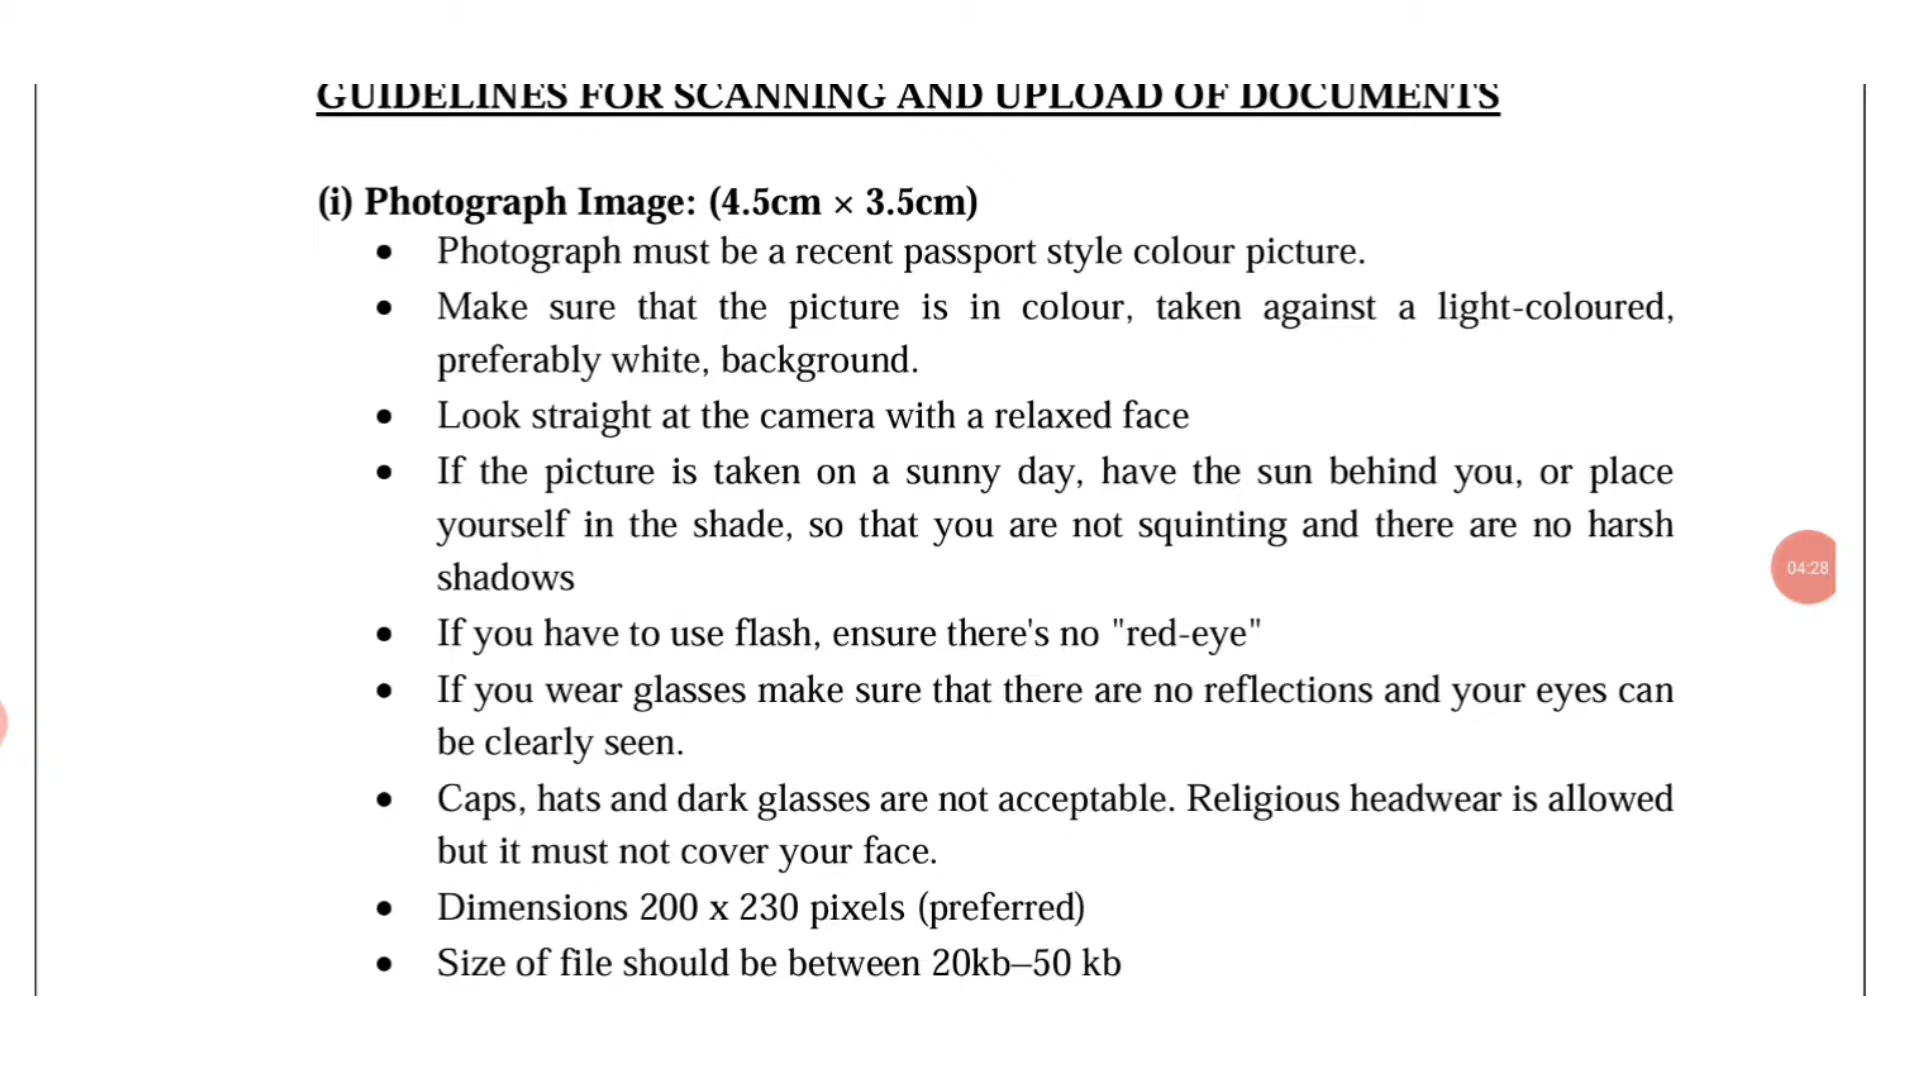 GUIDELINES FOR SCANNING AND UPLOAD OF DOCUMENTS
(i) Photograph Image: (4.5cm × 3.5cm)
● Photograph must be a recent passport style colour picture.
● Make sure that the picture is in colour, taken against a light-coloured,
preferably white, background.
● Look straight at the camera with a relaxed face
● If the picture is taken on a sunny day, have the sun behind you, or place
yourself in the shade, so that you are not squinting and there are no harsh
shadows
● If you have to use flash, ensure there's no "red-eye"
● If you wear glasses make sure that there are no reflections and your eyes can
be clearly seen.
● Caps, hats and dark glasses are not acceptable. Religious headwear is allowed
but it must not cover your face.
● Dimensions 200 x 230 pixels (preferred)
● Size of file should be between 20kb–50 kb
04:28